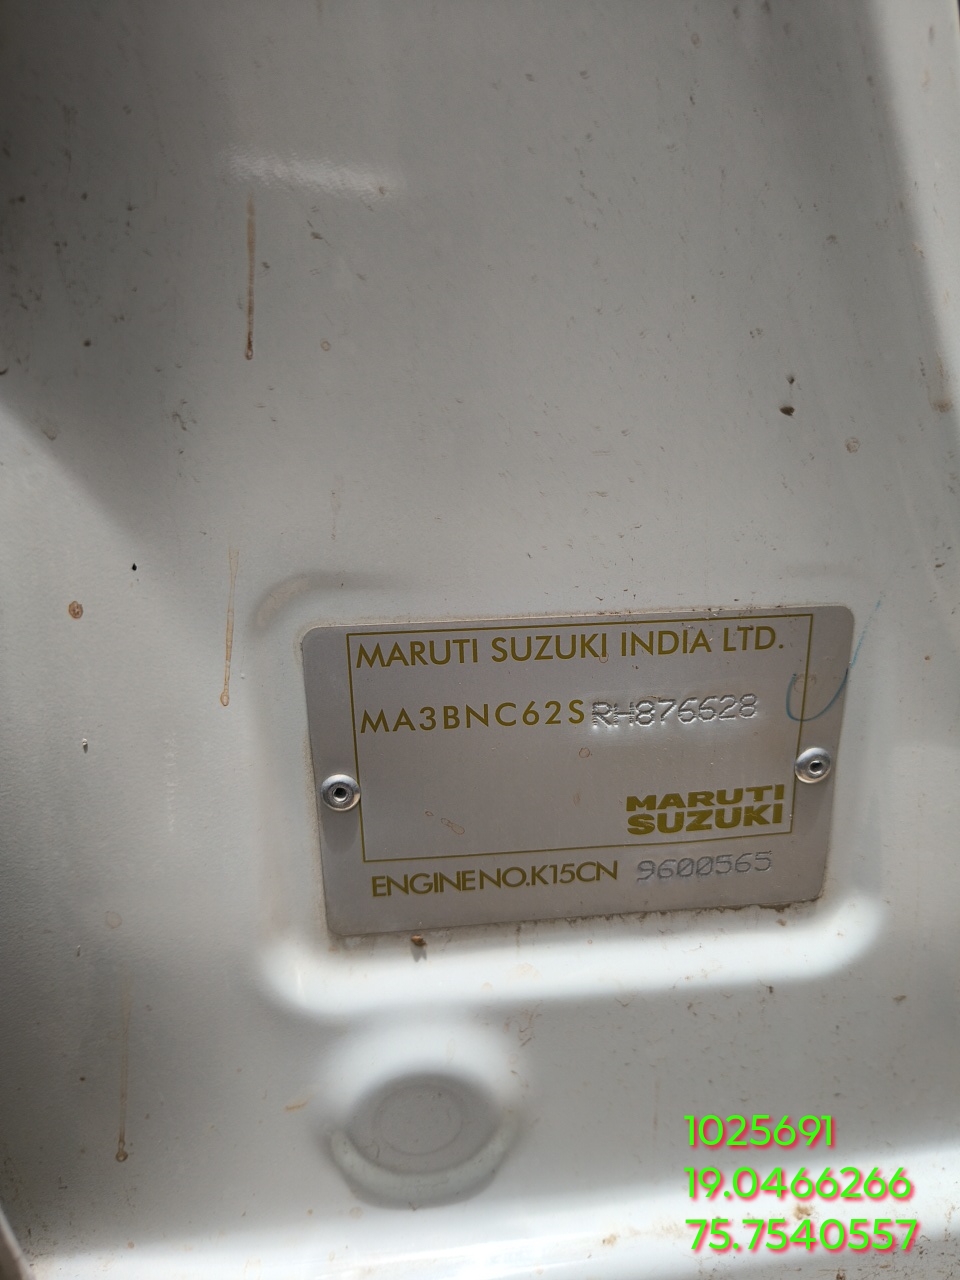 MARUTI SUZUKI INDIA LTD.
MA3BNC62SRH876628
MARUTI
SUZUKI
ENGINE NO.K15CN 9600565
1025691
19.0466266
75.7540557